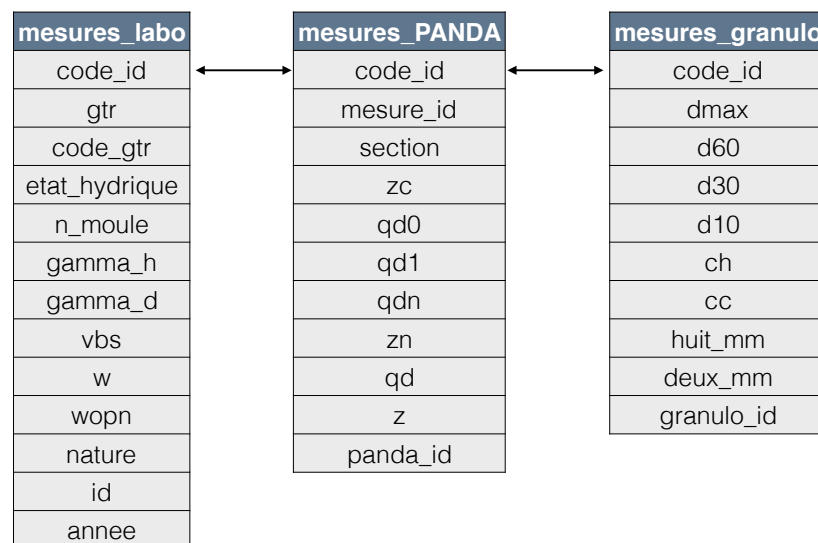 mesures_labo
code_id
gtr
code_gtr
etat_hydrique
n_moule
gamma_h
gamma_d
vbs
w
wopn
nature
id
annee
mesures_PANDA
code_id
mesure_id
section
zc
qd0
qd1
qdn
zn
qd
z
panda_id
mesures_granulo
code_id
dmax
d60
d30
d10
ch
cc
huit_mm
deux_mm
granulo_id